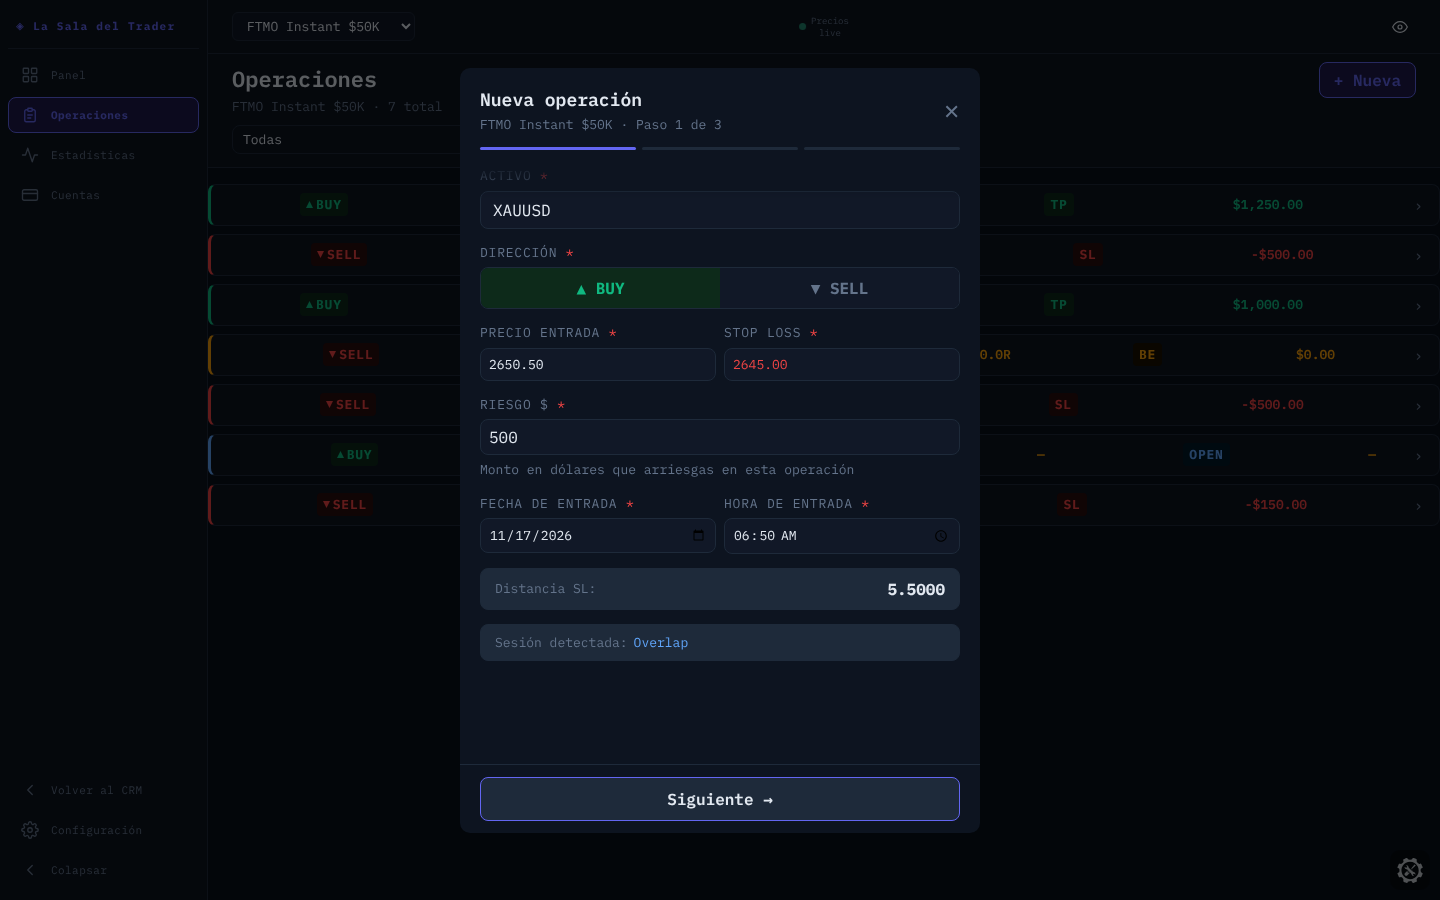 ◈ La Sala del Trader
FTMO Instant $50K
Precios
live
Panel
Operaciones
Estadísticas
Cuentas
Operaciones
FTMO Instant $50K · 7 total
+ Nueva
Todas
▲ BUY
TP
$1,250.00
›
▼ SELL
SL
-$500.00
›
▲ BUY
TP
$1,000.00
›
▼ SELL
0.0R
BE
$0.00
›
▼ SELL
SL
-$500.00
›
▲ BUY
—
OPEN
—
›
▼ SELL
SL
-$150.00
›
Nueva operación
FTMO Instant $50K · Paso 1 de 3
✕
ACTIVO *
XAUUSD
DIRECCIÓN *
▲ BUY
▼ SELL
PRECIO ENTRADA *
STOP LOSS *
2650.50
2645.00
RIESGO $ *
500
Monto en dólares que arriesgas en esta operación
FECHA DE ENTRADA *
HORA DE ENTRADA *
11/17/2026
06:50 AM
Distancia SL:
5.5000
Sesión detectada: Overlap
Siguiente →
Volver al CRM
Configuración
Colapsar